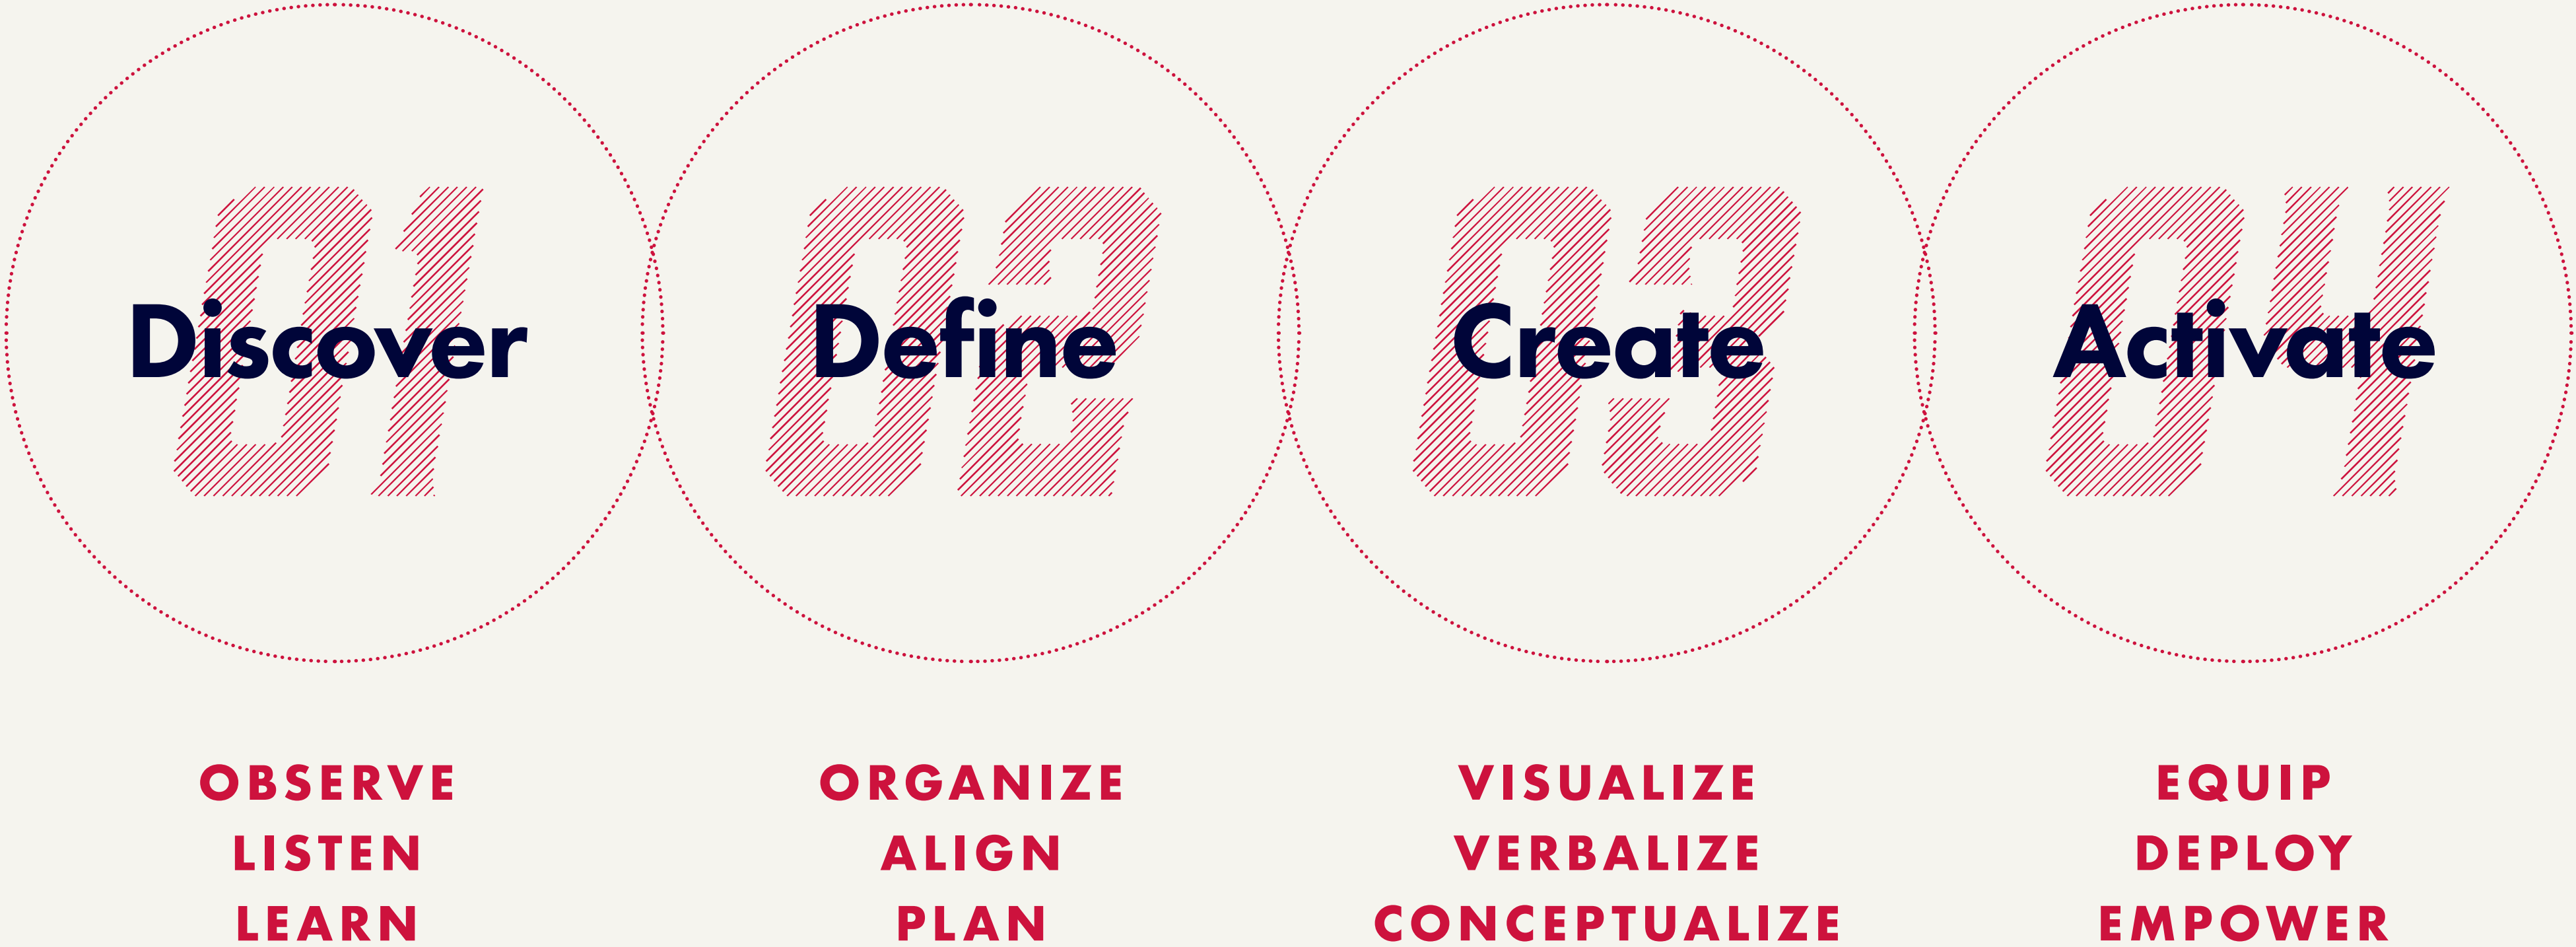 01
Discover
02
Define
03
Create
04
Activate
OBSERVE
LISTEN
LEARN
ORGANIZE
ALIGN
PLAN
VISUALIZE
VERBALIZE
CONCEPTUALIZE
EQUIP
DEPLOY
EMPOWER